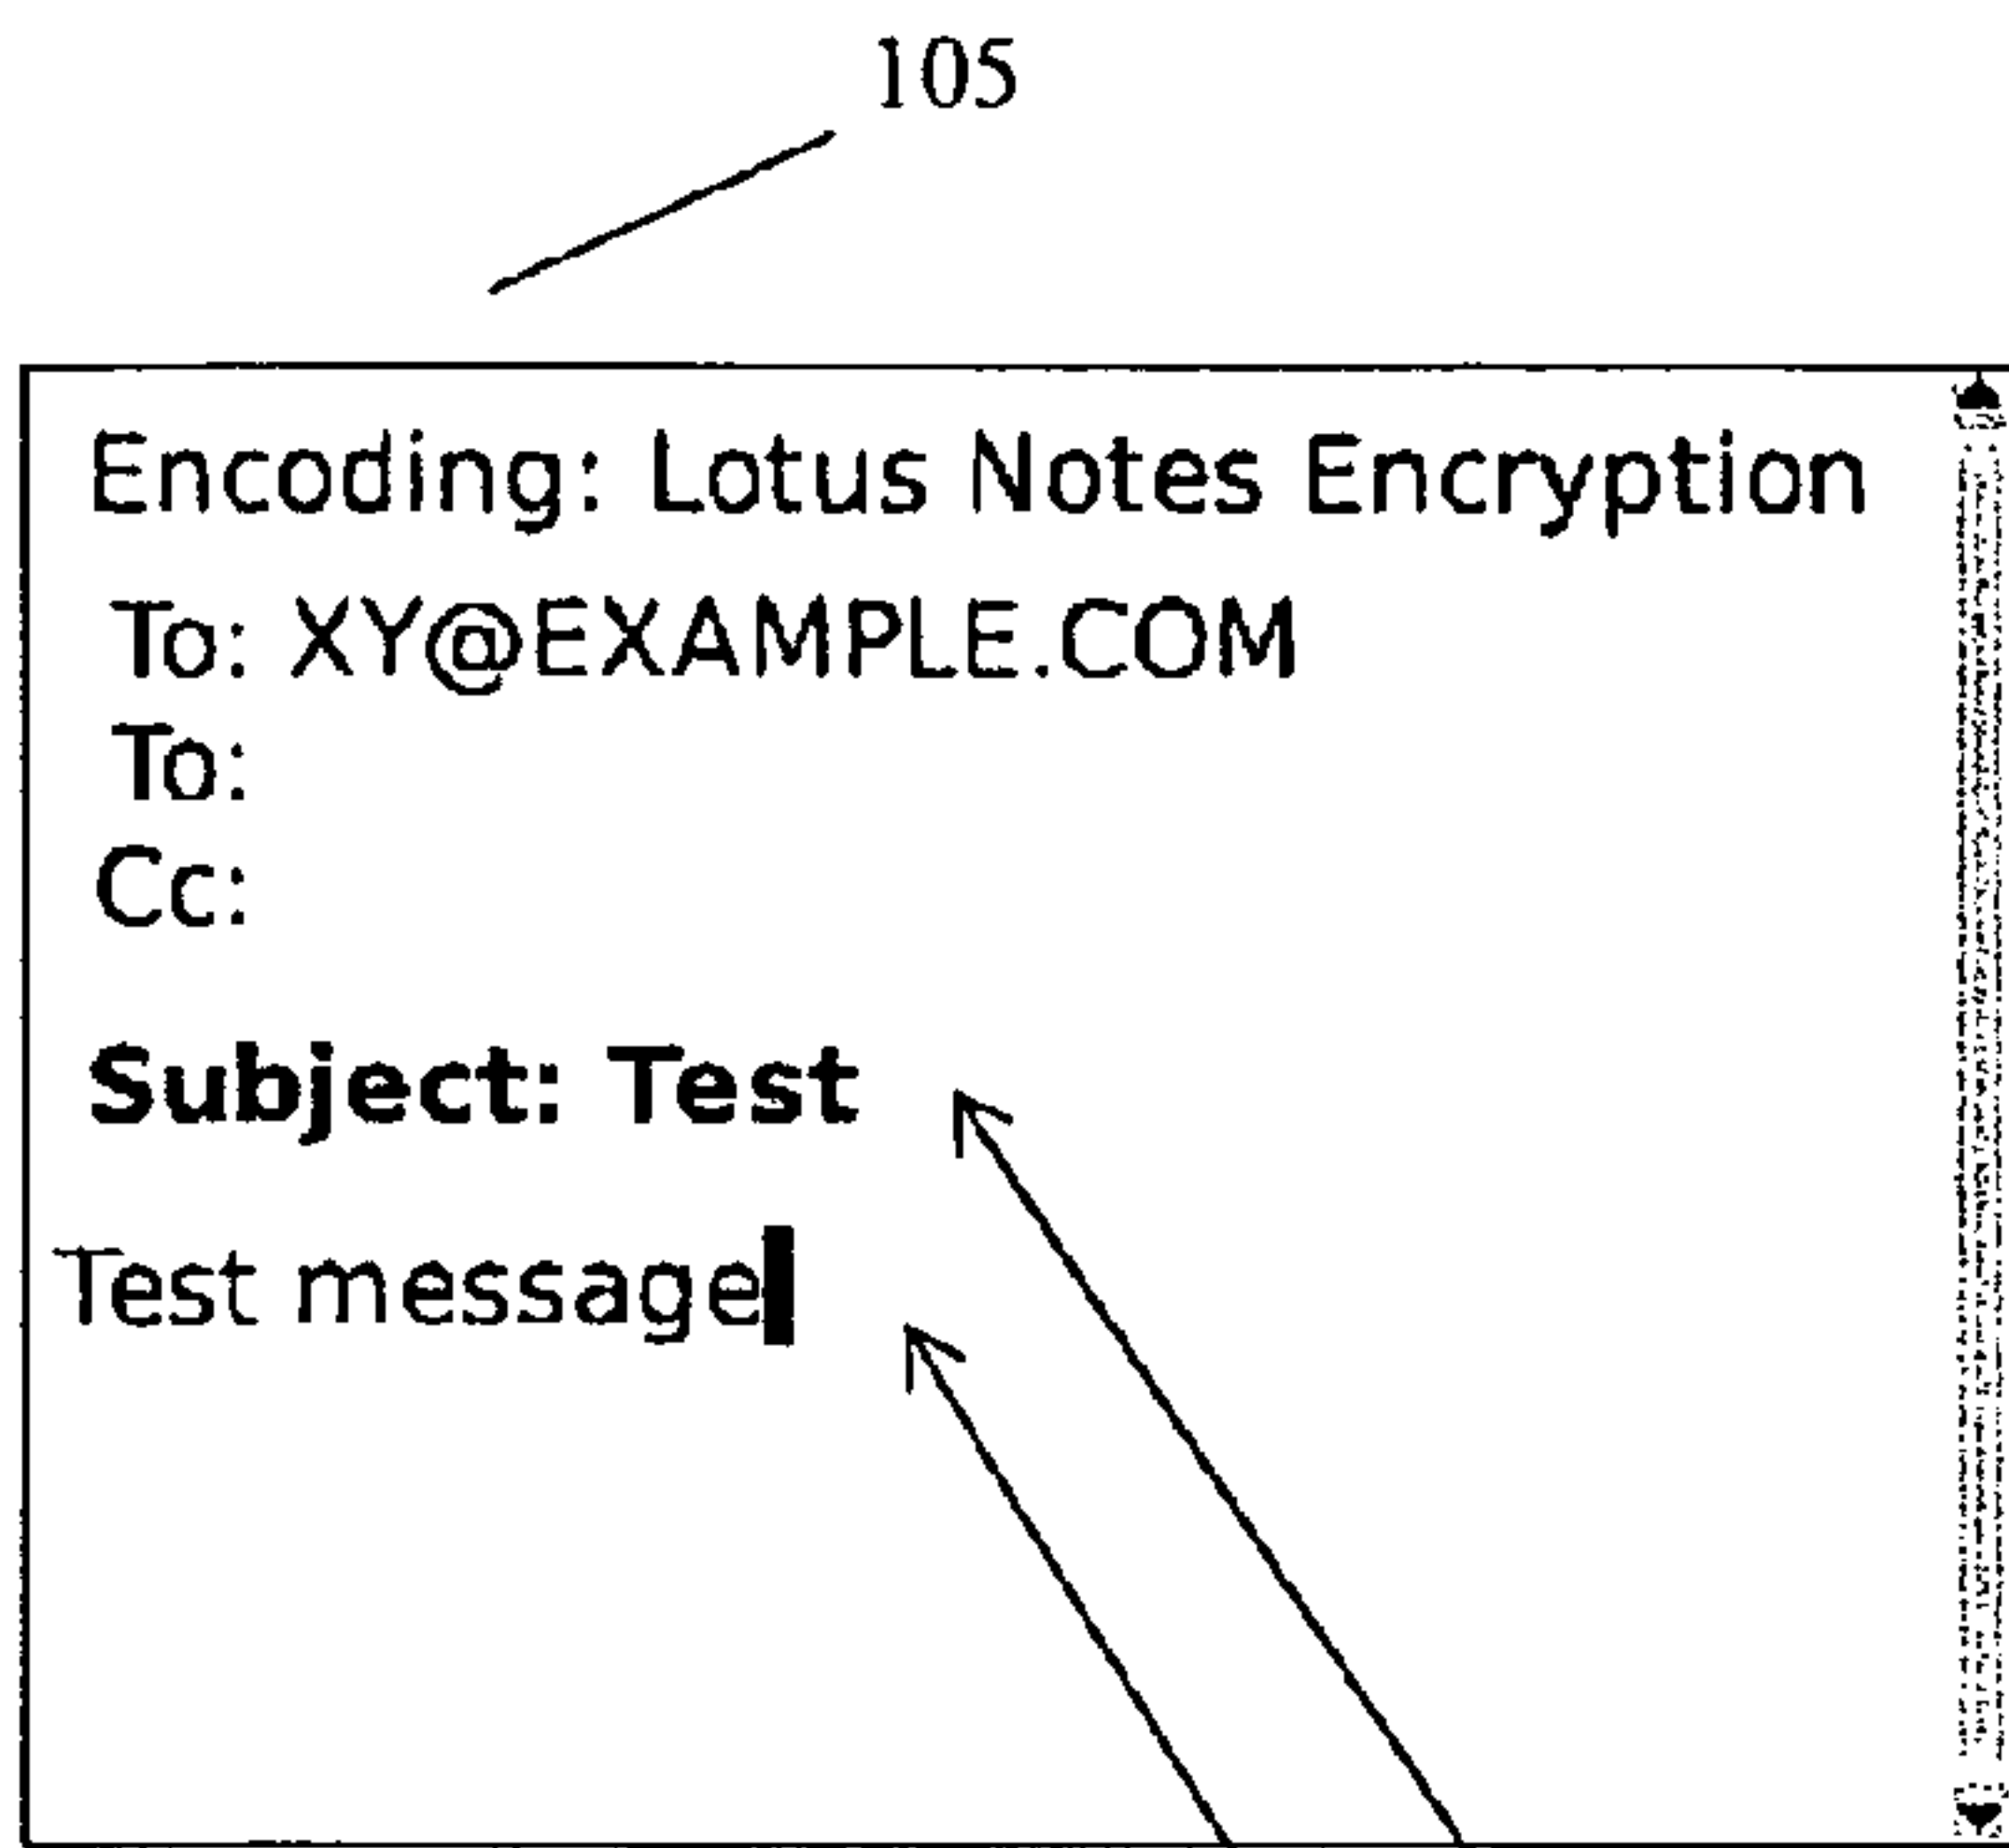 105
Encoding: Lotus Notes Encryption
To: XY@EXAMPLE.COM
To:
Cc:
Subject: Test
Test message